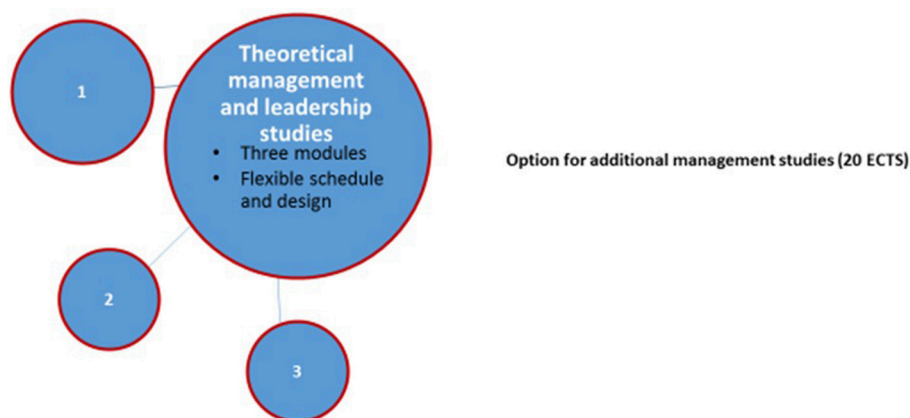 1
Theoretical
management
and leadership
studies
• Three modules
• Flexible schedule
and design
Option for additional management studies (20 ECTS)
2
3